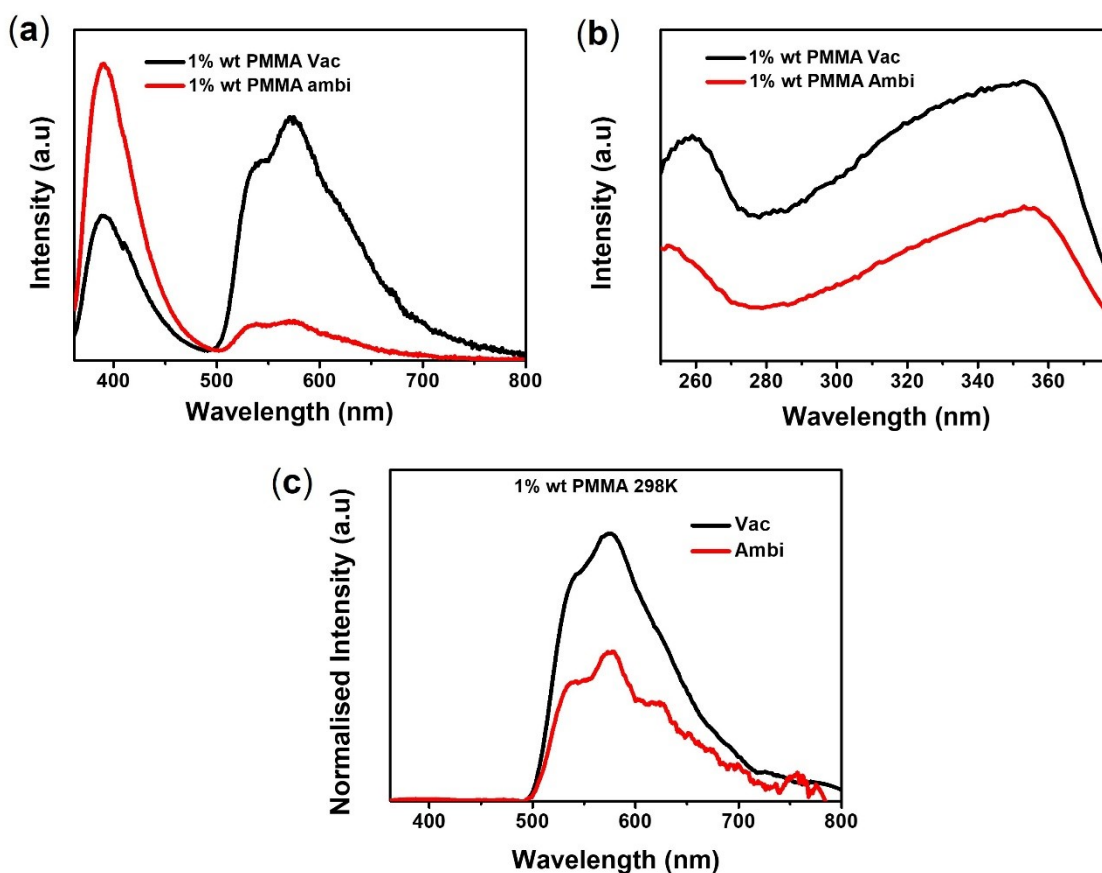 (a)
1% wt PMMA Vac
1% wt PMMA ambi
Intensity (a.u)
400 500 600 700 800
Wavelength (nm)
(b)
1% wt PMMA Vac
1% wt PMMA Ambi
Intensity (a.u)
260 280 300 320 340 360
Wavelength (nm)
(c)
1% wt PMMA 298K
Vac
Ambi
Normalised Intensity (a.u)
400 500 600 700 800
Wavelength (nm)